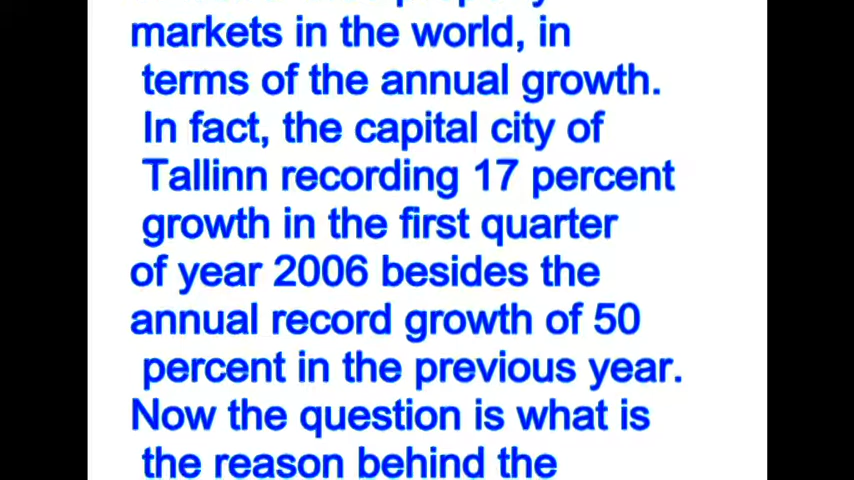 markets in the world, in
terms of the annual growth.
In fact, the capital city of
Tallinn recording 17 percent
growth in the first quarter
of year 2006 besides the
annual record growth of 50
percent in the previous year.
Now the question is what is
the reason behind the